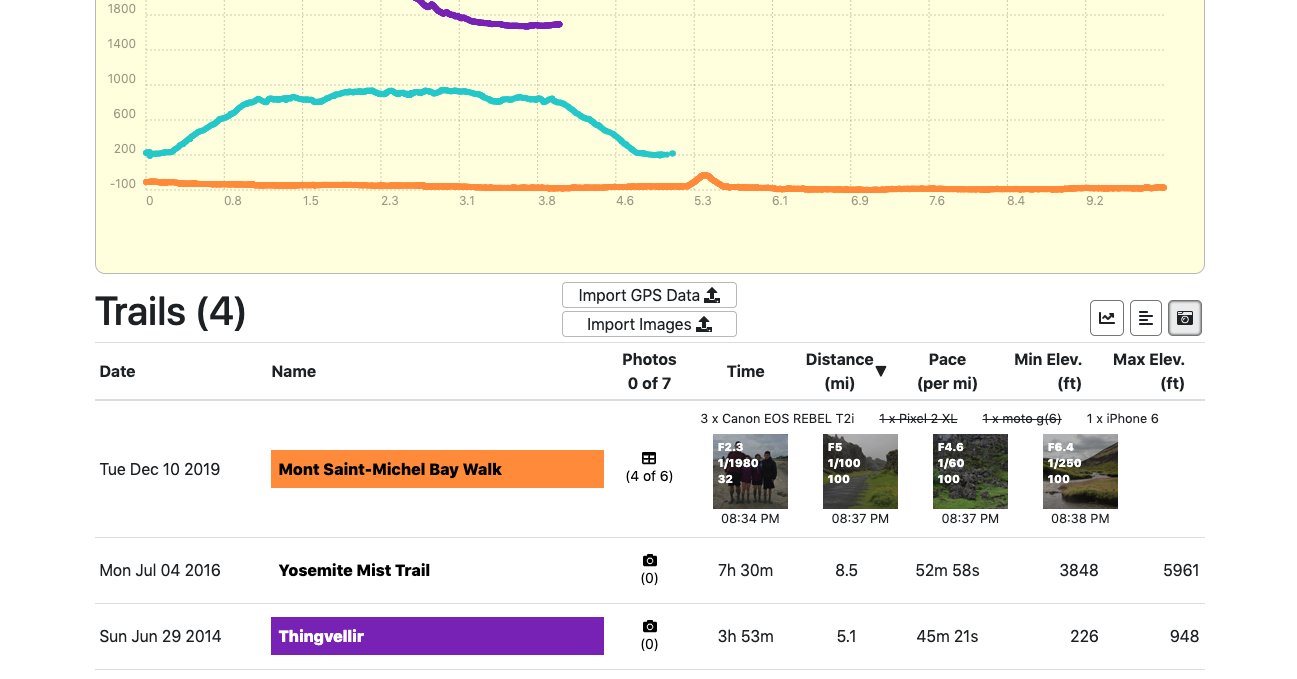 1800
1400
1000
600
200
-100
0 0.8 1.5 2.3 3.1 3.8 4.6 5.3 6.1 6.9 7.6 8.4 9.2
Trails (4)
Import GPS Data
Import Images
Date Name Photos 0 of 7 Time Distance (mi) ▼ Pace (per mi) Min Elev. (ft) Max Elev. (ft)
3 x Canon EOS REBEL T2i 1 x Pixel 2 XL 1 x moto g(6) 1 x iPhone 6
Tue Dec 10 2019 Mont Saint-Michel Bay Walk (4 of 6)
F2.3 F5 F4.6 F6.4
1/1980 1/100 1/60 1/250
32 100 100 100
08:34 PM 08:37 PM 08:37 PM 08:38 PM
Mon Jul 04 2016 Yosemite Mist Trail (0) 7h 30m 8.5 52m 58s 3848 5961
Sun Jun 29 2014 Thingvellir (0) 3h 53m 5.1 45m 21s 226 948